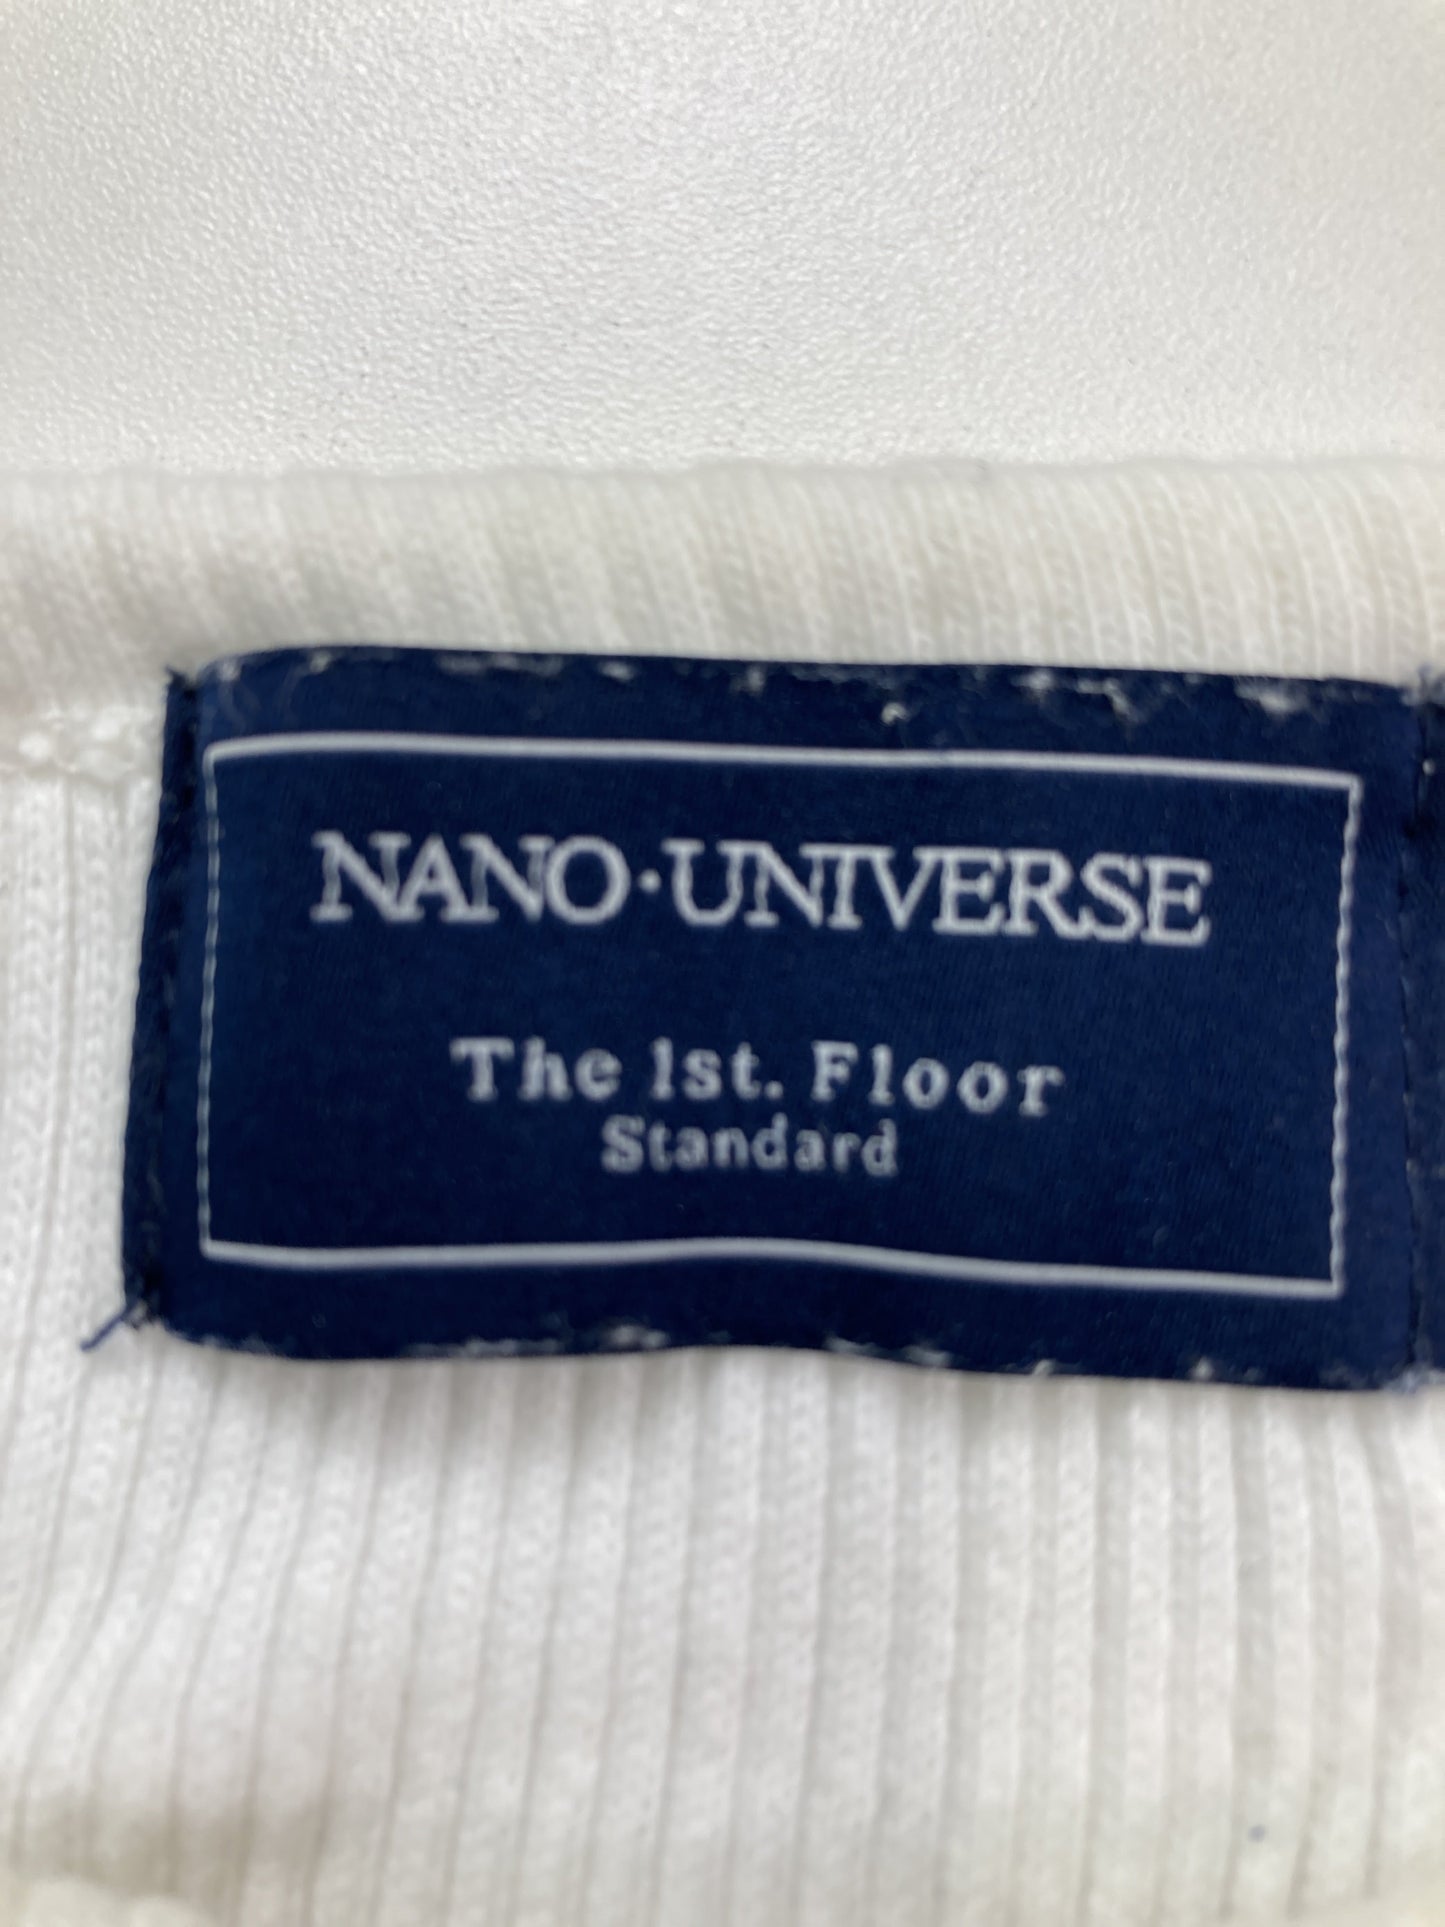 NANO·UNIVERSE
The 1st. Floor
Standard